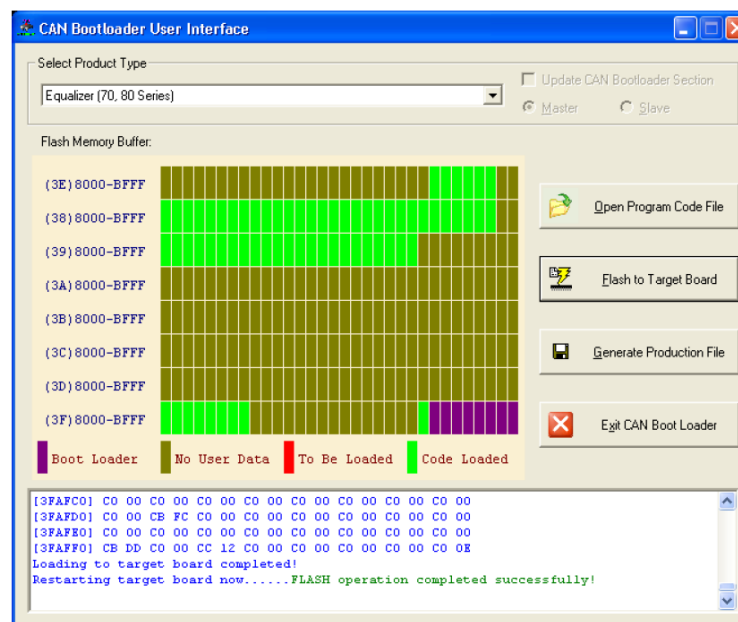 CAN Bootloader User Interface
Select Product Type
Equalizer (70, 80 Series)
Update CAN Bootloader Section
Master Slave
Flash Memory Buffer:
(3E)8000-BFFF
(38)8000-BFFF
(39)8000-BFFF
(3A)8000-BFFF
(3B)8000-BFFF
(3C)8000-BFFF
(3D)8000-BFFF
(3F)8000-BFFF
Open Program Code File
Flash to Target Board
Generate Production File
Exit CAN Boot Loader
Boot Loader No User Data To Be Loaded Code Loaded
[3FAFC0] C0 00 C0 00 C0 00 C0 00 C0 00 C0 00 C0 00 C0 00
[3FAFD0] C0 00 CB FC C0 00 C0 00 C0 00 C0 00 C0 00 C0 00
[3FAFE0] C0 00 C0 00 C0 00 C0 00 C0 00 C0 00 C0 00 C0 00
[3FAFF0] CB DD C0 00 CC 12 C0 00 C0 00 C0 00 C0 00 C0 0E
Loading to target board completed!
Restarting target board now......FLASH operation completed successfully!